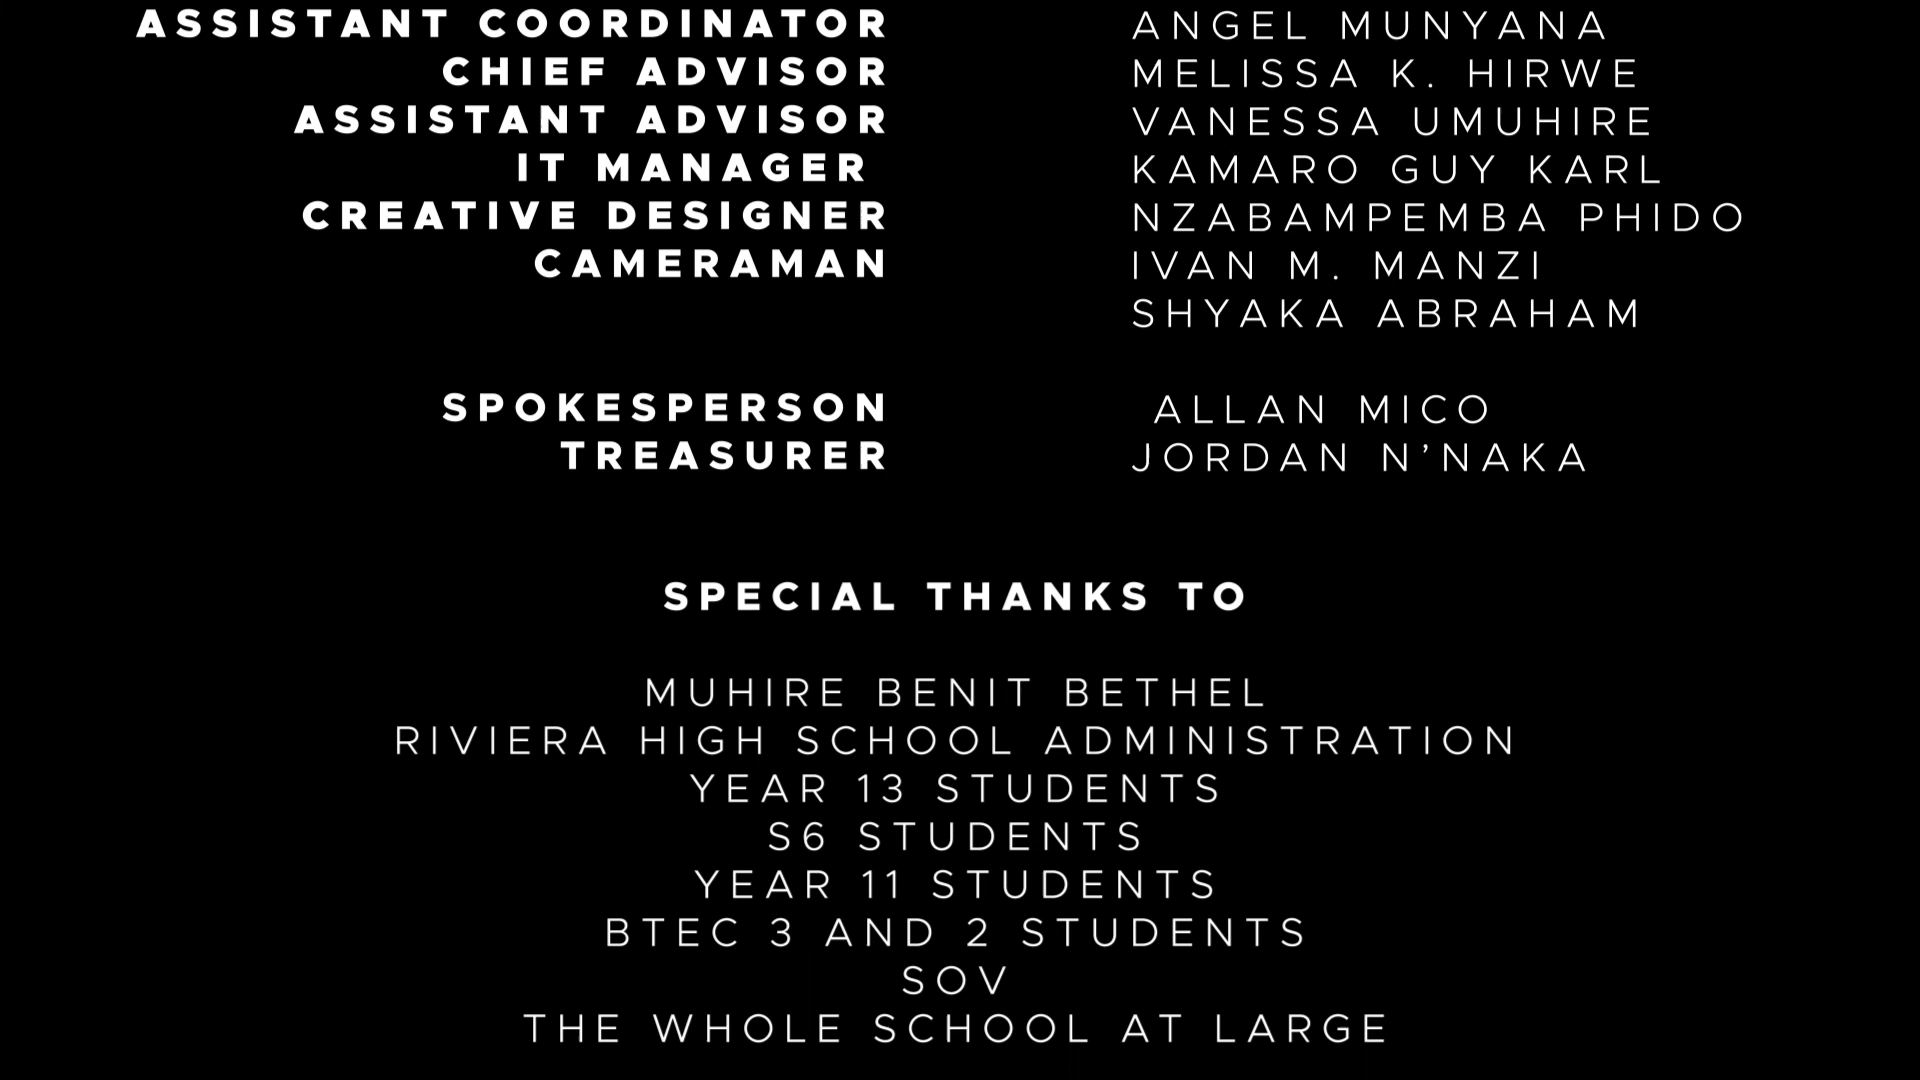 ASSISTANT COORDINATOR ANGEL MUNYANA
CHIEF ADVISOR MELISSA K. HIRWE
ASSISTANT ADVISOR VANESSA UMUHIRE
IT MANAGER KAMARO GUY KARL
CREATIVE DESIGNER NZABAMPEMBA PHIDO
CAMERAMAN IVAN M. MANZI
SHYAKA ABRAHAM
SPOKESPERSON ALLAN MICO
TREASURER JORDAN N’NAKA
SPECIAL THANKS TO
MUHIRE BENIT BETHEL
RIVIERA HIGH SCHOOL ADMINISTRATION
YEAR 13 STUDENTS
S6 STUDENTS
YEAR 11 STUDENTS
BTEC 3 AND 2 STUDENTS
SOV
THE WHOLE SCHOOL AT LARGE